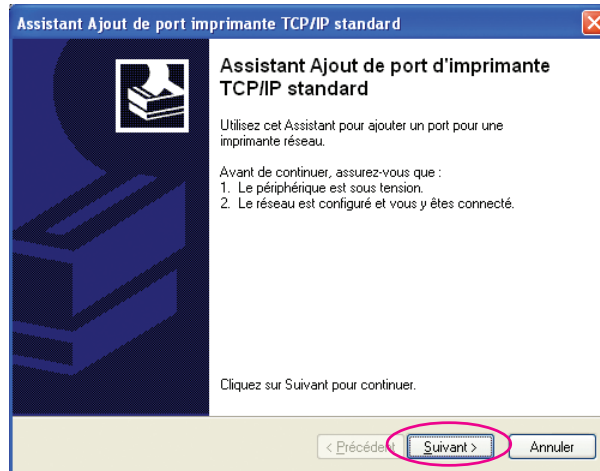 Assistant Ajout de port imprimante TCP/IP standard
Assistant Ajout de port d'imprimante
TCP/IP standard
Utilisez cet Assistant pour ajouter un port pour une
imprimante réseau.
Avant de continuer, assurez-vous que :
1. Le périphérique est sous tension.
2. Le réseau est configuré et vous y êtes connecté.
Cliquez sur Suivant pour continuer.
< Précédent Suivant > Annuler